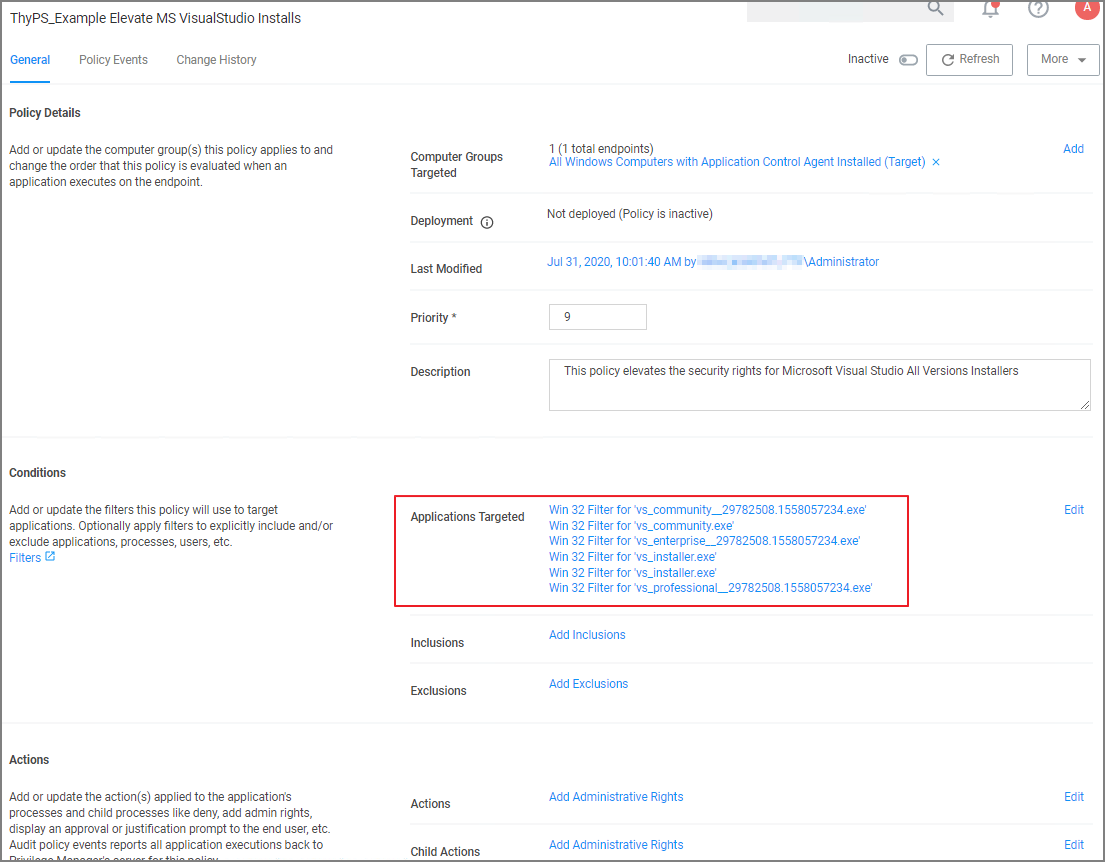 ThyPS_Example Elevate MS VisualStudio Installs
A
General
Policy Events
Change History
Inactive
Refresh
More
Policy Details
Add or update the computer group(s) this policy applies to and
change the order that this policy is evaluated when an
application executes on the endpoint.
Computer Groups
Targeted
1 (1 total endpoints)
All Windows Computers with Application Control Agent Installed (Target) ×
Add
Deployment
Not deployed (Policy is inactive)
Last Modified
Jul 31, 2020, 10:01:40 AM by \Administrator
Priority *
9
Description
This policy elevates the security rights for Microsoft Visual Studio All Versions Installers
Conditions
Add or update the filters this policy will use to target
applications. Optionally apply filters to explicitly include and/or
exclude applications, processes, users, etc.
Filters
Applications Targeted
Win 32 Filter for 'vs_community__29782508.1558057234.exe'
Win 32 Filter for 'vs_community.exe'
Win 32 Filter for 'vs_enterprise__29782508.1558057234.exe'
Win 32 Filter for 'vs_installer.exe'
Win 32 Filter for 'vs_installer.exe'
Win 32 Filter for 'vs_professional__29782508.1558057234.exe'
Edit
Inclusions
Add Inclusions
Exclusions
Add Exclusions
Actions
Add or update the action(s) applied to the application's
processes and child processes like deny, add admin rights,
display an approval or justification prompt to the end user, etc.
Audit policy events reports all application executions back to
Privilege Manager's server for this policy.
Actions
Add Administrative Rights
Edit
Child Actions
Add Administrative Rights
Edit